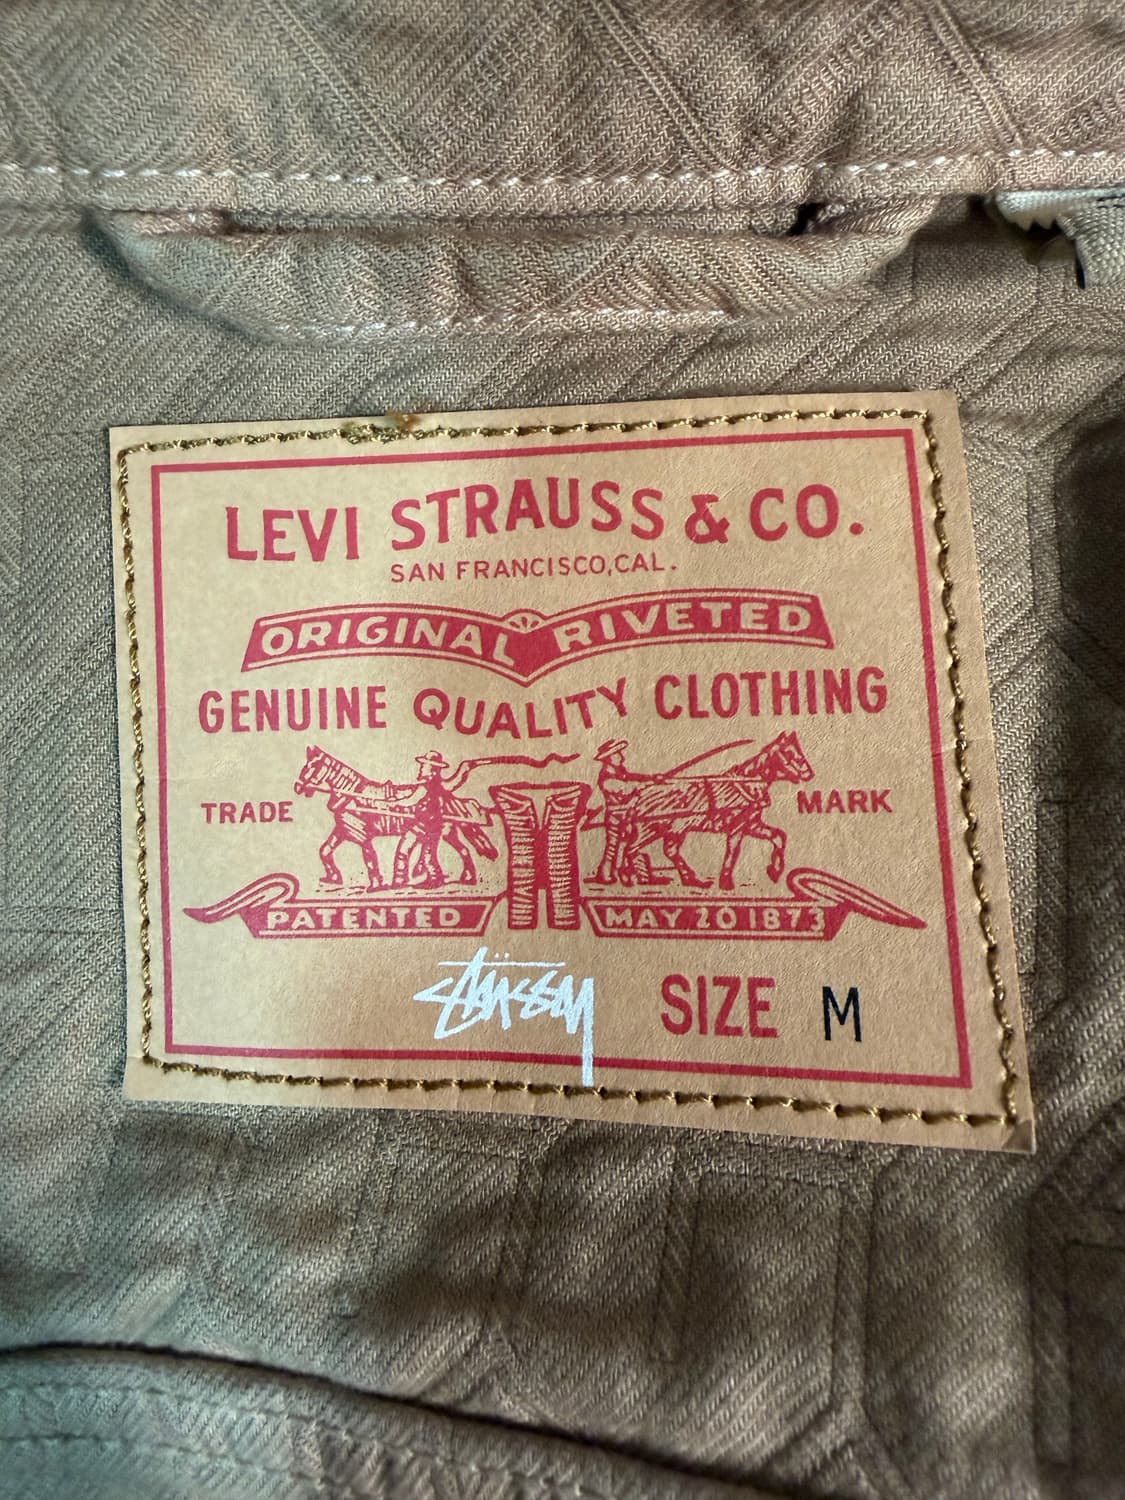 LEVI STRAUSS & CO.
SAN FRANCISCO, CAL.
ORIGINAL RIVETED
GENUINE QUALITY CLOTHING
TRADE MARK
PATENTED MAY 20 1873
Stüssy SIZE M